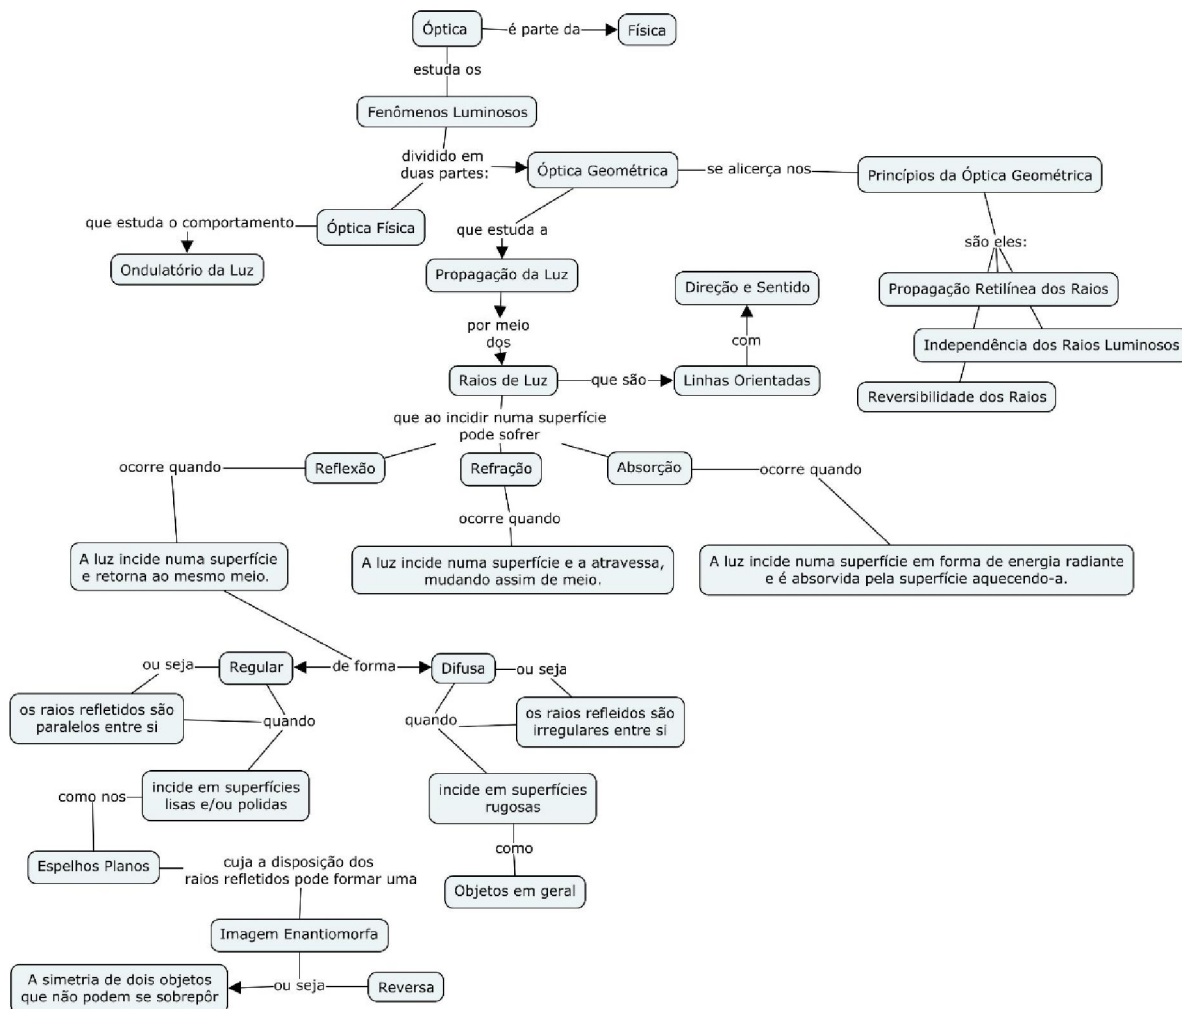 Óptica
é parte da
Física
estuda os
Fenômenos Luminosos
dividido em
duas partes:
Óptica Geométrica
se alicerça nos
Princípios da Óptica Geométrica
que estuda o comportamento
Óptica Física
que estuda a
são eles:
Ondulatório da Luz
Propagação da Luz
Direção e Sentido
Propagação Retilínea dos Raios
por meio
dos
com
Independência dos Raios Luminosos
Raios de Luz
que são
Linhas Orientadas
Reversibilidade dos Raios
que ao incidir numa superfície
pode sofrer
ocorre quando
Reflexão
Refração
Absorção
ocorre quando
ocorre quando
A luz incide numa superfície
e retorna ao mesmo meio.
A luz incide numa superfície e a atravessa,
mudando assim de meio.
A luz incide numa superfície em forma de energia radiante
e é absorvida pela superfície aquecendo-a.
ou seja
Regular
de forma
Difusa
ou seja
os raios refletidos são
paralelos entre si
quando
quando
os raios refleidos são
irregulares entre si
como nos
incide em superfícies
lisas e/ou polidas
incide em superfícies
rugosas
como
Espelhos Planos
cuja a disposição dos
raios refletidos pode formar uma
Objetos em geral
Imagem Enantiomorfa
A simetria de dois objetos
que não podem se sobrepôr
ou seja
Reversa